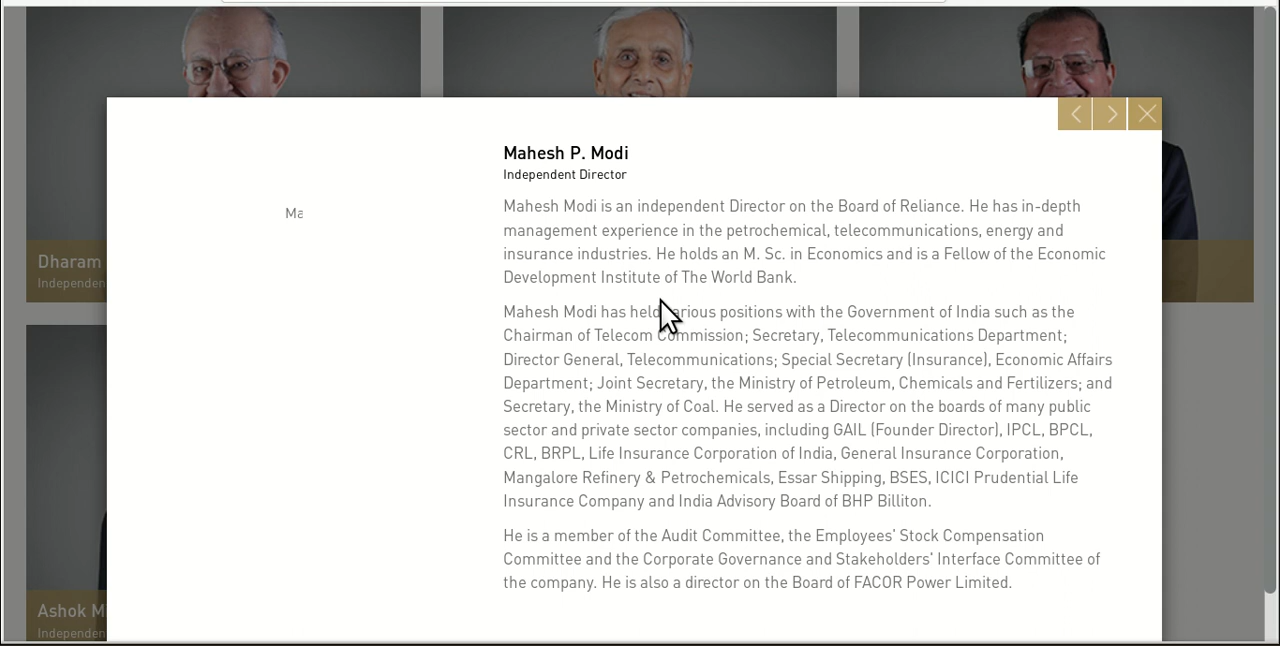 Mahesh P. Modi
Independent Director
Ma
Mahesh Modi is an independent Director on the Board of Reliance. He has in-depth
management experience in the petrochemical, telecommunications, energy and
insurance industries. He holds an M. Sc. in Economics and is a Fellow of the Economic
Development Institute of The World Bank.
Mahesh Modi has held various positions with the Government of India such as the
Chairman of Telecom Commission; Secretary, Telecommunications Department;
Director General, Telecommunications; Special Secretary (Insurance), Economic Affairs
Department; Joint Secretary, the Ministry of Petroleum, Chemicals and Fertilizers; and
Secretary, the Ministry of Coal. He served as a Director on the boards of many public
sector and private sector companies, including GAIL (Founder Director), IPCL, BPCL,
CRL, BRPL, Life Insurance Corporation of India, General Insurance Corporation,
Mangalore Refinery & Petrochemicals, Essar Shipping, BSES, ICICI Prudential Life
Insurance Company and India Advisory Board of BHP Billiton.
He is a member of the Audit Committee, the Employees' Stock Compensation
Committee and the Corporate Governance and Stakeholders' Interface Committee of
the company. He is also a director on the Board of FACOR Power Limited.
Dharam
Independen
Ashok M
Independen